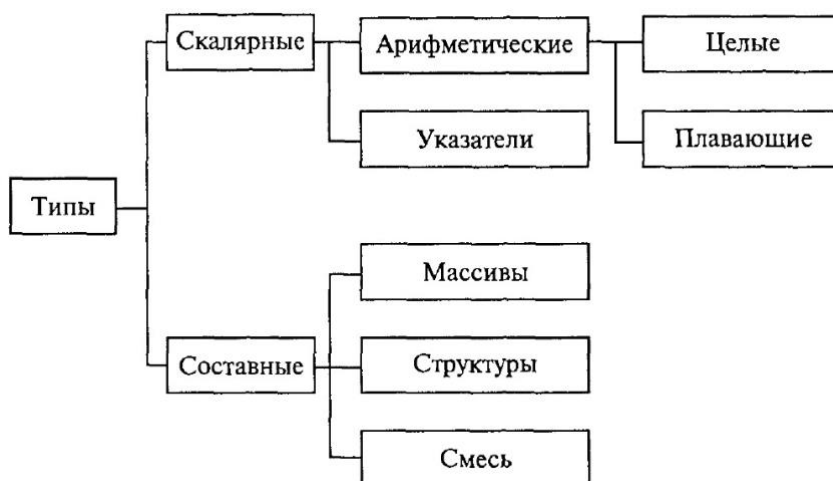 Скалярные
Арифметические
Целые
Указатели
Плавающие
Типы
Массивы
Составные
Структуры
Смесь